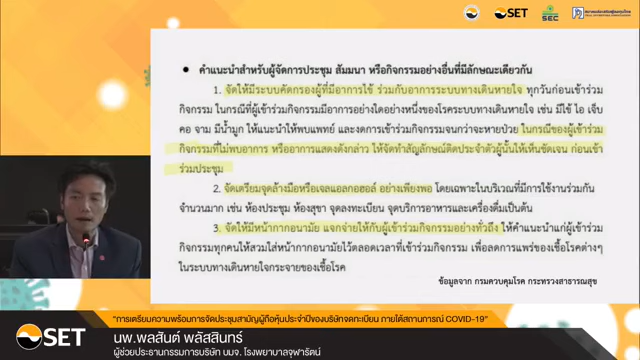 SET
SEC
• คำแนะนำสำหรับผู้จัดการประชุม สัมมนา หรือกิจกรรมอย่างอื่นที่มีลักษณะเดียวกัน
1. จัดให้มีระบบคัดกรองผู้ที่มีอาการไข้ ร่วมกับอาการระบบทางเดินหายใจ ทุกวันก่อนเข้าร่วม
กิจกรรม ในกรณีที่ผู้เข้าร่วมกิจกรรมมีอาการอย่างใดอย่างหนึ่งของโรคระบบทางเดินหายใจ เช่น มีไข้ ไอ เจ็บ
คอ จาม มีน้ำมูก ให้แนะนำให้พบแพทย์ และงดการเข้าร่วมกิจกรรมจนกว่าจะหายป่วย ในกรณีของผู้เข้าร่วม
กิจกรรมที่ไม่พบอาการ หรืออาการแสดงดังกล่าว ให้จัดทำสัญลักษณ์ติดประจำตัวผู้นั้นให้เห็นชัดเจน ก่อนเข้า
ร่วมประชุม
2. จัดเตรียมจุดล้างมือหรือเจลแอลกอฮอล์ อย่างเพียงพอ โดยเฉพาะในบริเวณที่มีการใช้งานร่วมกัน
จำนวนมาก เช่น ห้องประชุม ห้องสุขา จุดลงทะเบียน จุดบริการอาหารและเครื่องดื่มเป็นต้น
3. จัดให้มีหน้ากากอนามัย แจกจ่ายให้กับผู้เข้าร่วมกิจกรรมอย่างทั่วถึง ให้คำแนะนำแก่ผู้เข้าร่วม
กิจกรรมทุกคนให้สวมใส่หน้ากากอนามัยไว้ตลอดเวลาที่เข้าร่วมกิจกรรม เพื่อลดการแพร่ของเชื้อโรคต่างๆ
ในระบบทางเดินหายใจกระจายของเชื้อโรค
ข้อมูลจาก กรมควบคุมโรค กระทรวงสาธารณสุข
"การเตรียมความพร้อมการจัดประชุมสามัญผู้ถือหุ้นประจำปีของบริษัทจดทะเบียน ภายใต้สถานการณ์ COVID-19"
SET
นพ.พลสันต์ พลัสสินทร์
ผู้ช่วยประธานกรรมการบริษัท บมจ. โรงพยาบาลจุฬารัตน์